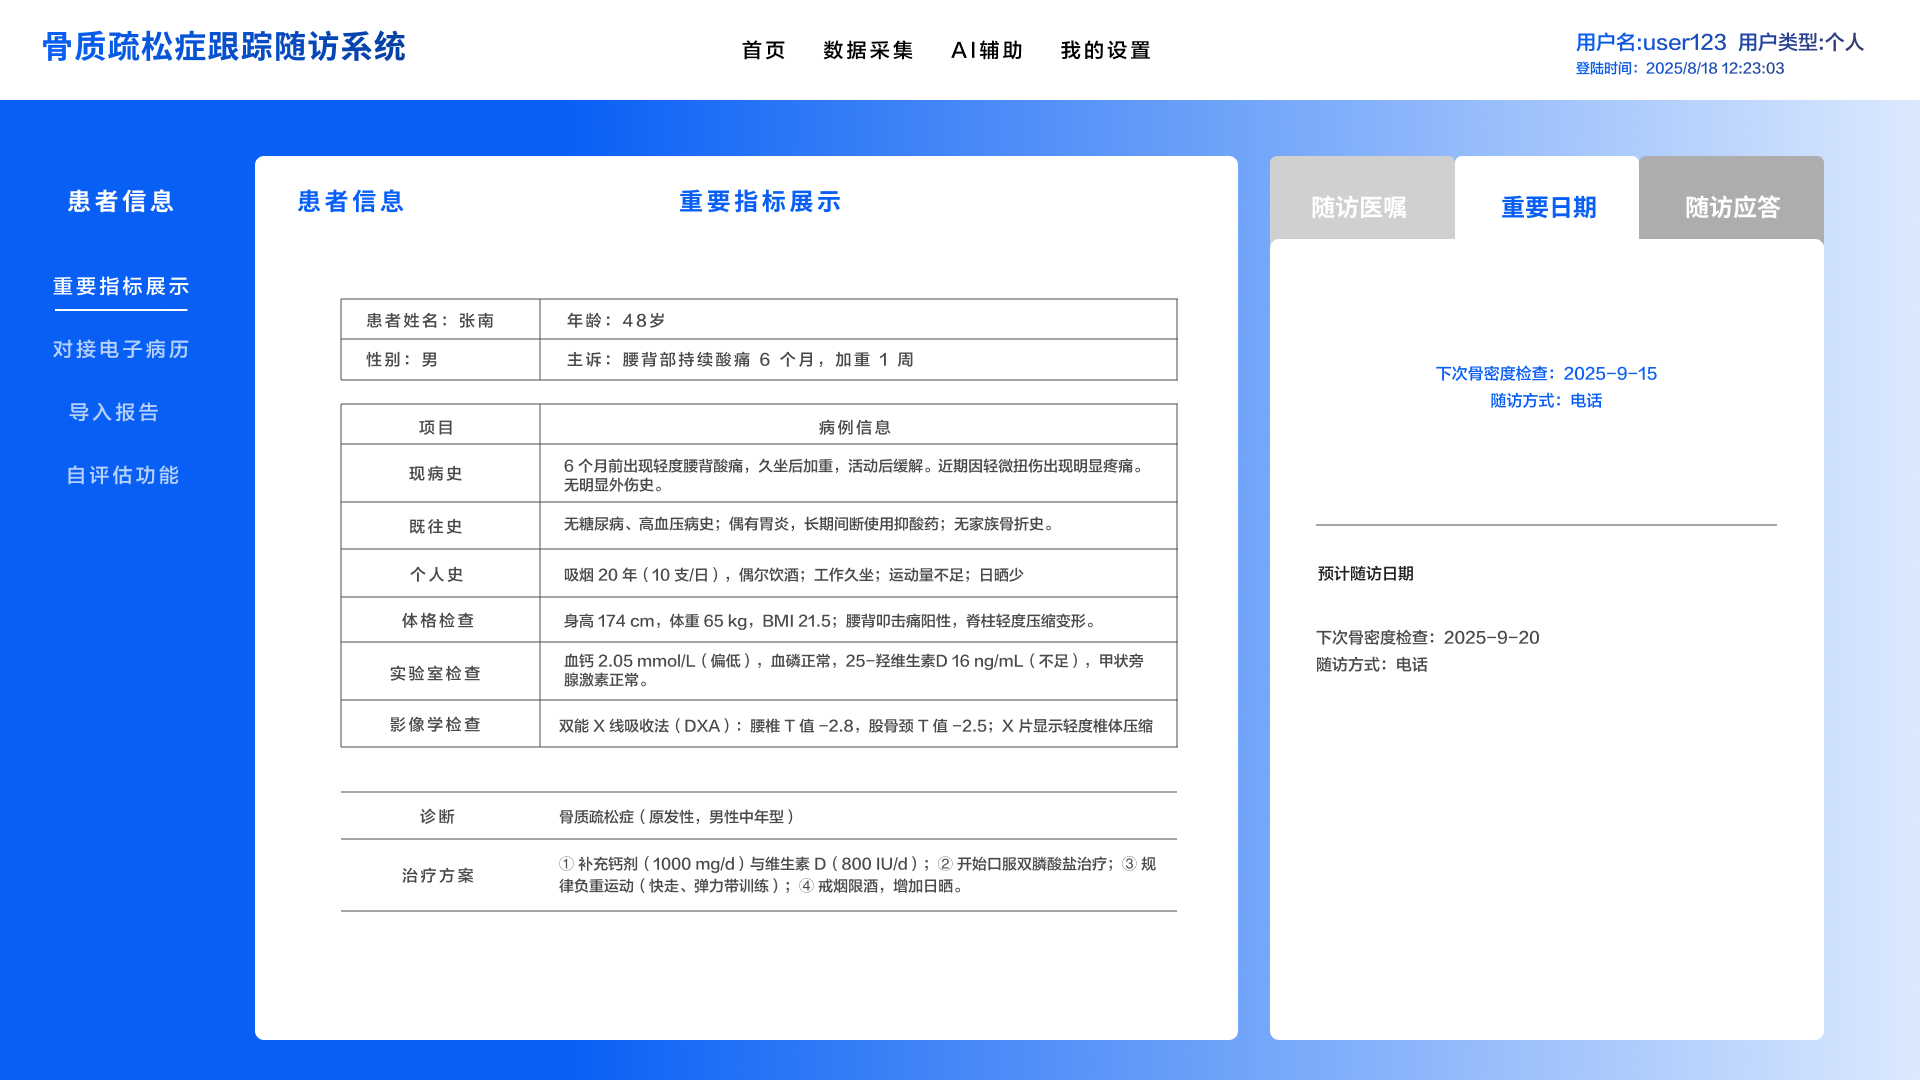 骨质疏松症跟踪随访系统
首页 数据采集 AI辅助 我的设置
用户名:user123 用户类型:个人
登陆时间：2025/8/18 12:23:03
患者信息
重要指标展示
对接电子病历
导入报告
自评估功能
患者信息 重要指标展示
患者姓名：张南 年龄：48岁
性别：男 主诉：腰背部持续酸痛 6 个月，加重 1 周
项目 病例信息
现病史 6 个月前出现轻度腰背酸痛，久坐后加重，活动后缓解。近期因轻微扭伤出现明显疼痛。
无明显外伤史。
既往史 无糖尿病、高血压病史；偶有胃炎，长期间断使用抑酸药；无家族骨折史。
个人史 吸烟 20 年（10 支/日），偶尔饮酒；工作久坐；运动量不足；日晒少
体格检查 身高 174 cm，体重 65 kg，BMI 21.5；腰背叩击痛阳性，脊柱轻度压缩变形。
实验室检查 血钙 2.05 mmol/L（偏低），血磷正常，25-羟维生素D 16 ng/mL（不足），甲状旁
腺激素正常。
影像学检查 双能 X 线吸收法（DXA）：腰椎 T 值 -2.8，股骨颈 T 值 -2.5；X 片显示轻度椎体压缩
诊断 骨质疏松症（原发性，男性中年型）
治疗方案 ① 补充钙剂（1000 mg/d）与维生素 D（800 IU/d）；② 开始口服双膦酸盐治疗；③ 规
律负重运动（快走、弹力带训练）；④ 戒烟限酒，增加日晒。
随访医嘱 重要日期 随访应答
下次骨密度检查：2025-9-15
随访方式：电话
预计随访日期
下次骨密度检查：2025-9-20
随访方式：电话